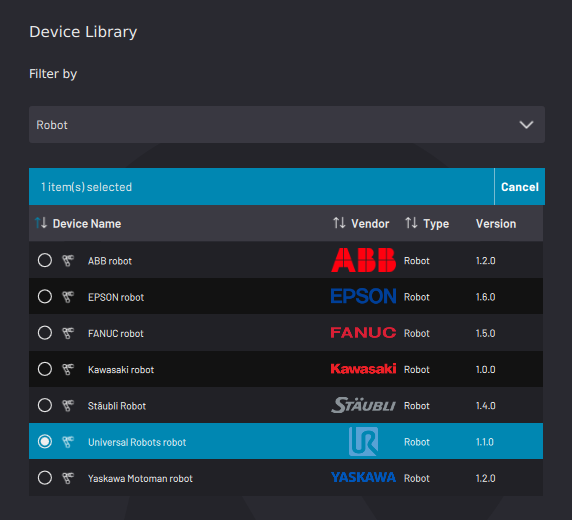 Device Library
Filter by
Robot
1 item(s) selected Cancel
Device Name Vendor Type Version
ABB robot ABB Robot 1.2.0
EPSON robot EPSON Robot 1.6.0
FANUC robot FANUC Robot 1.5.0
Kawasaki robot Kawasaki Robot 1.0.0
Stäubli Robot STÄUBLI Robot 1.4.0
Universal Robots robot UR Robot 1.1.0
Yaskawa Motoman robot YASKAWA Robot 1.2.0